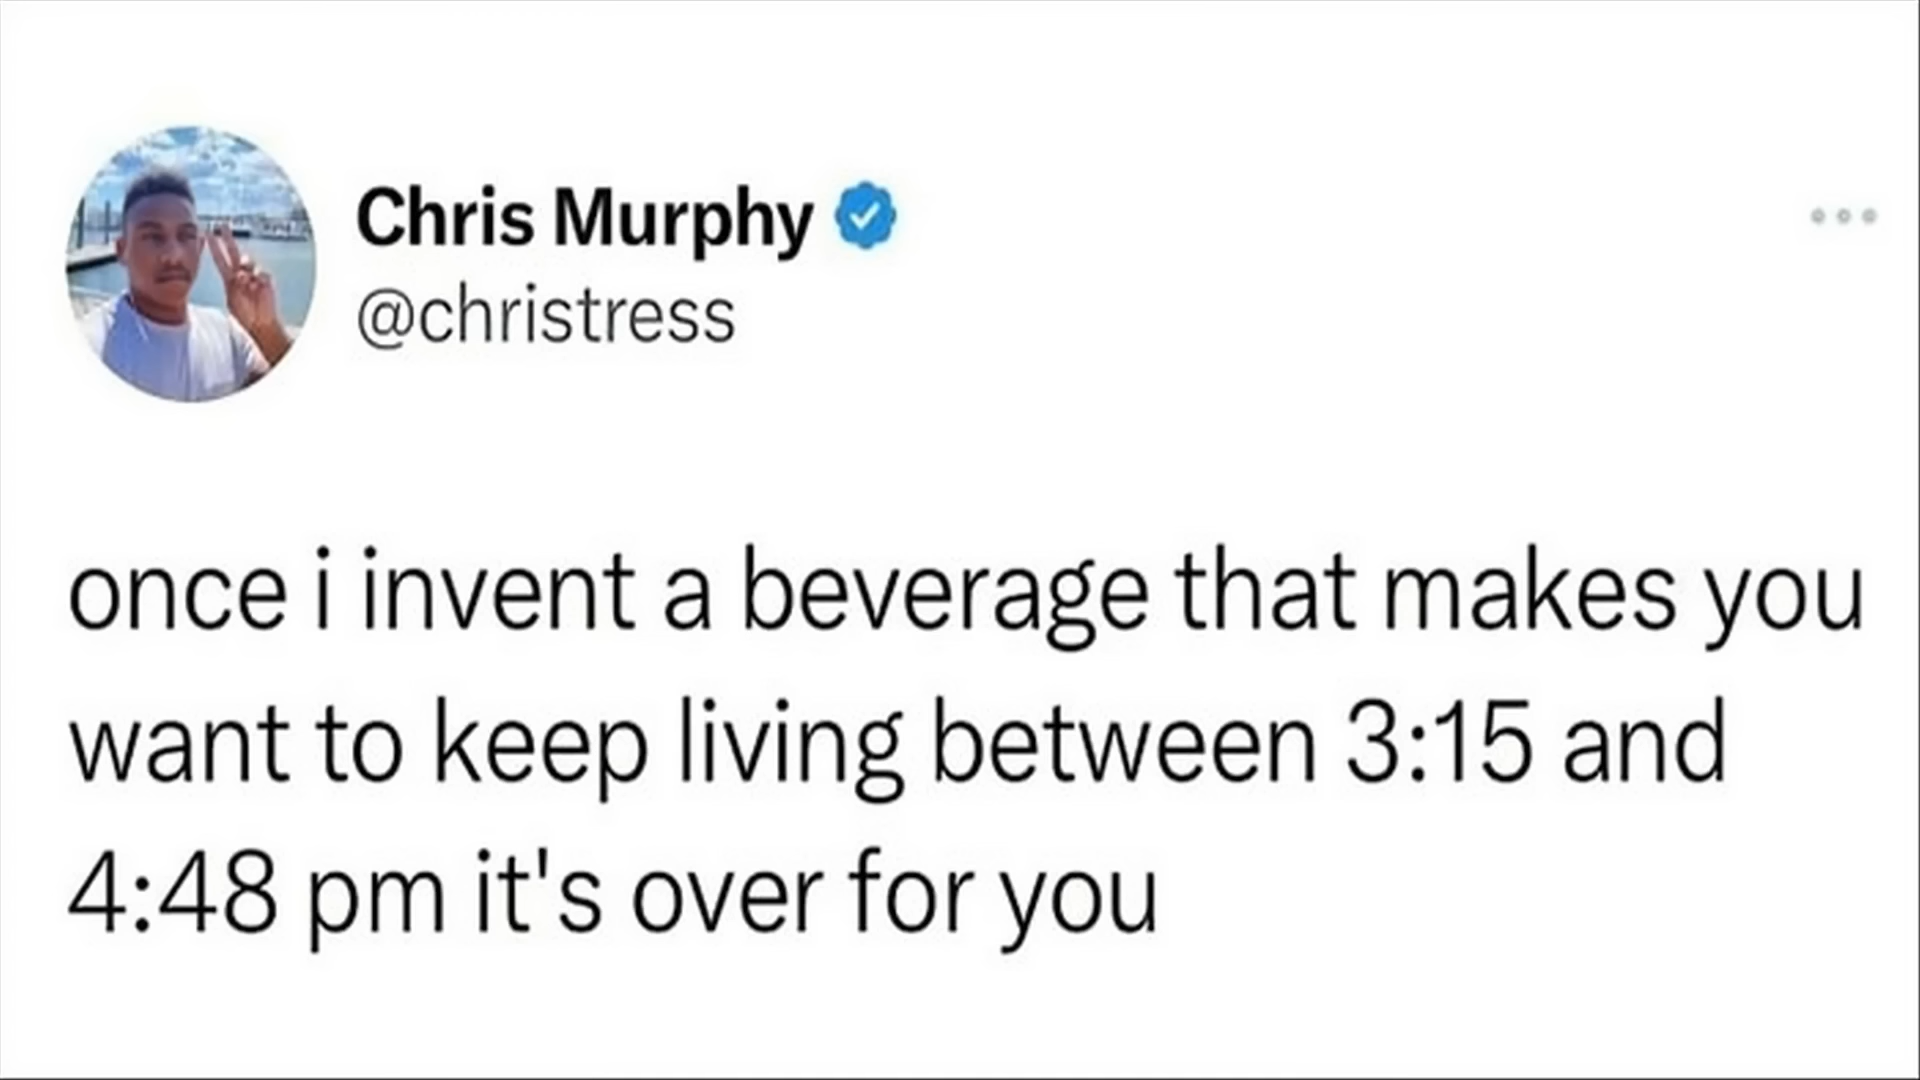 Chris Murphy
@christress
once i invent a beverage that makes you
want to keep living between 3:15 and
4:48 pm it's over for you